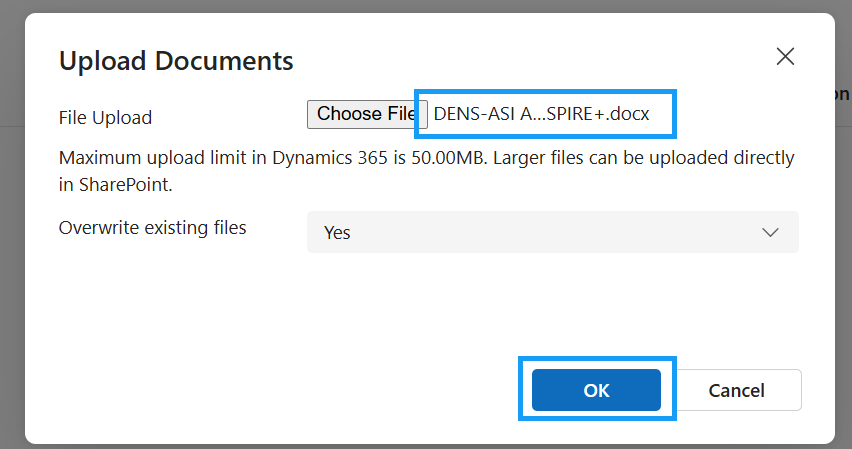 Upload Documents
on
File Upload
Choose File DENS-ASI A...SPIRE+.docx
Maximum upload limit in Dynamics 365 is 50.00MB. Larger files can be uploaded directly
in SharePoint.
Overwrite existing files
Yes
OK
Cancel